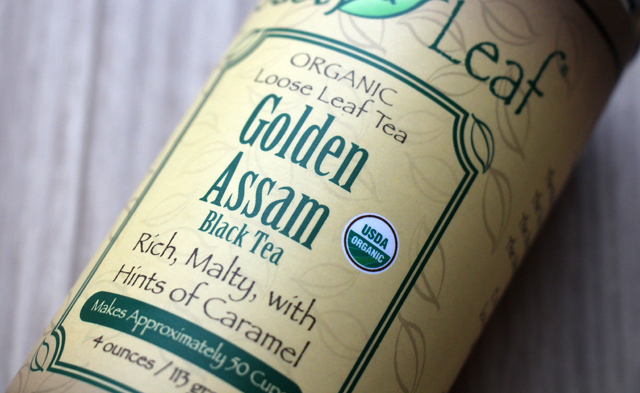 Leaf
ORGANIC
Loose Leaf Tea
Golden
Assam
Black Tea
USDA
ORGANIC
Rich, Malty, with
Hints of Caramel
Makes Approximately 50 Cups
4 ounces / 113